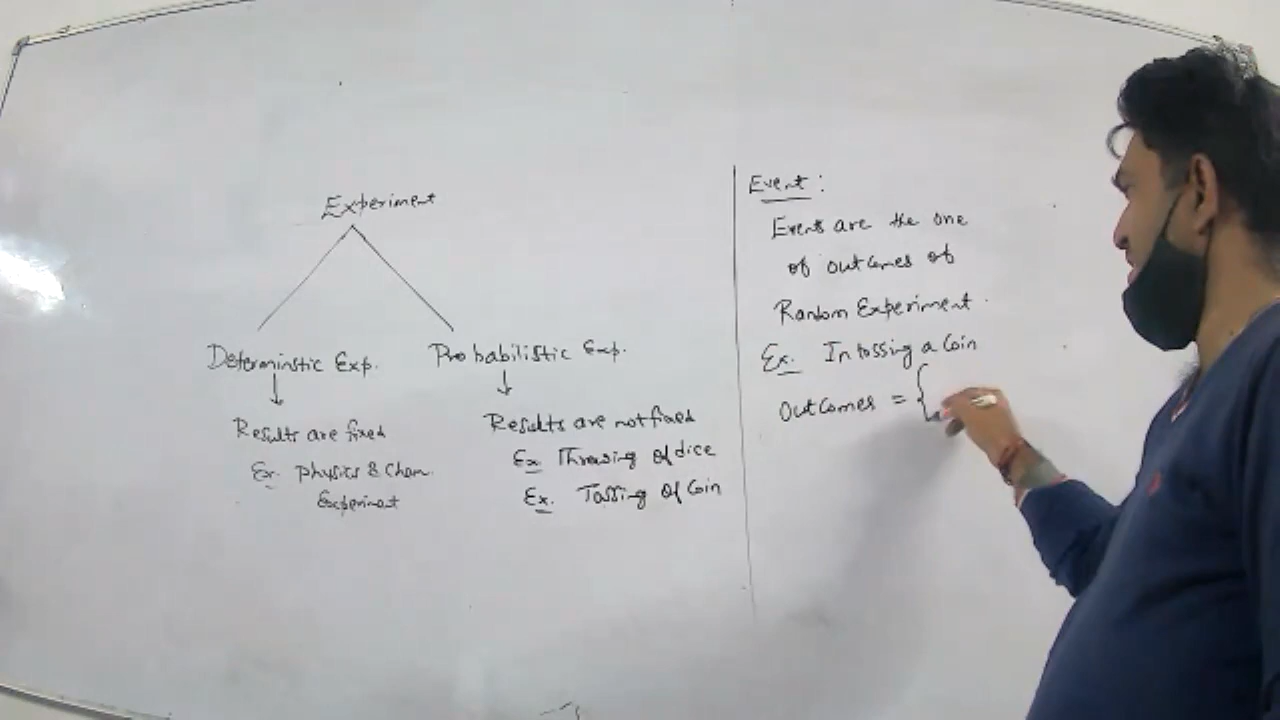 Experiment
Deterministic Exp.
Probabilistic Exp.
Results are fixed
Ex. Physics & Chem.
Experiment
Results are not fixed
Ex Throwing of dice
Ex. Tossing of Coin
Event :
Event are the one
of outcomes of
Random Experiment.
Ex. In tossing a Coin
Outcomes = {